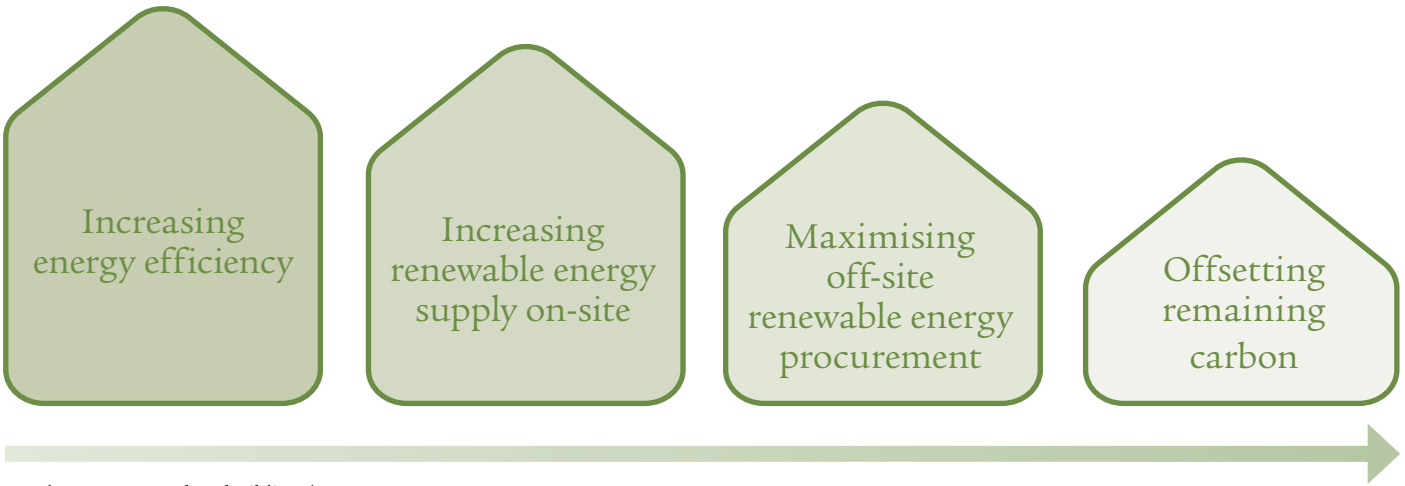 Increasing
energy efficiency
Increasing
renewable energy
supply on-site
Maximising
off-site
renewable energy
procurement
Offsetting
remaining
carbon